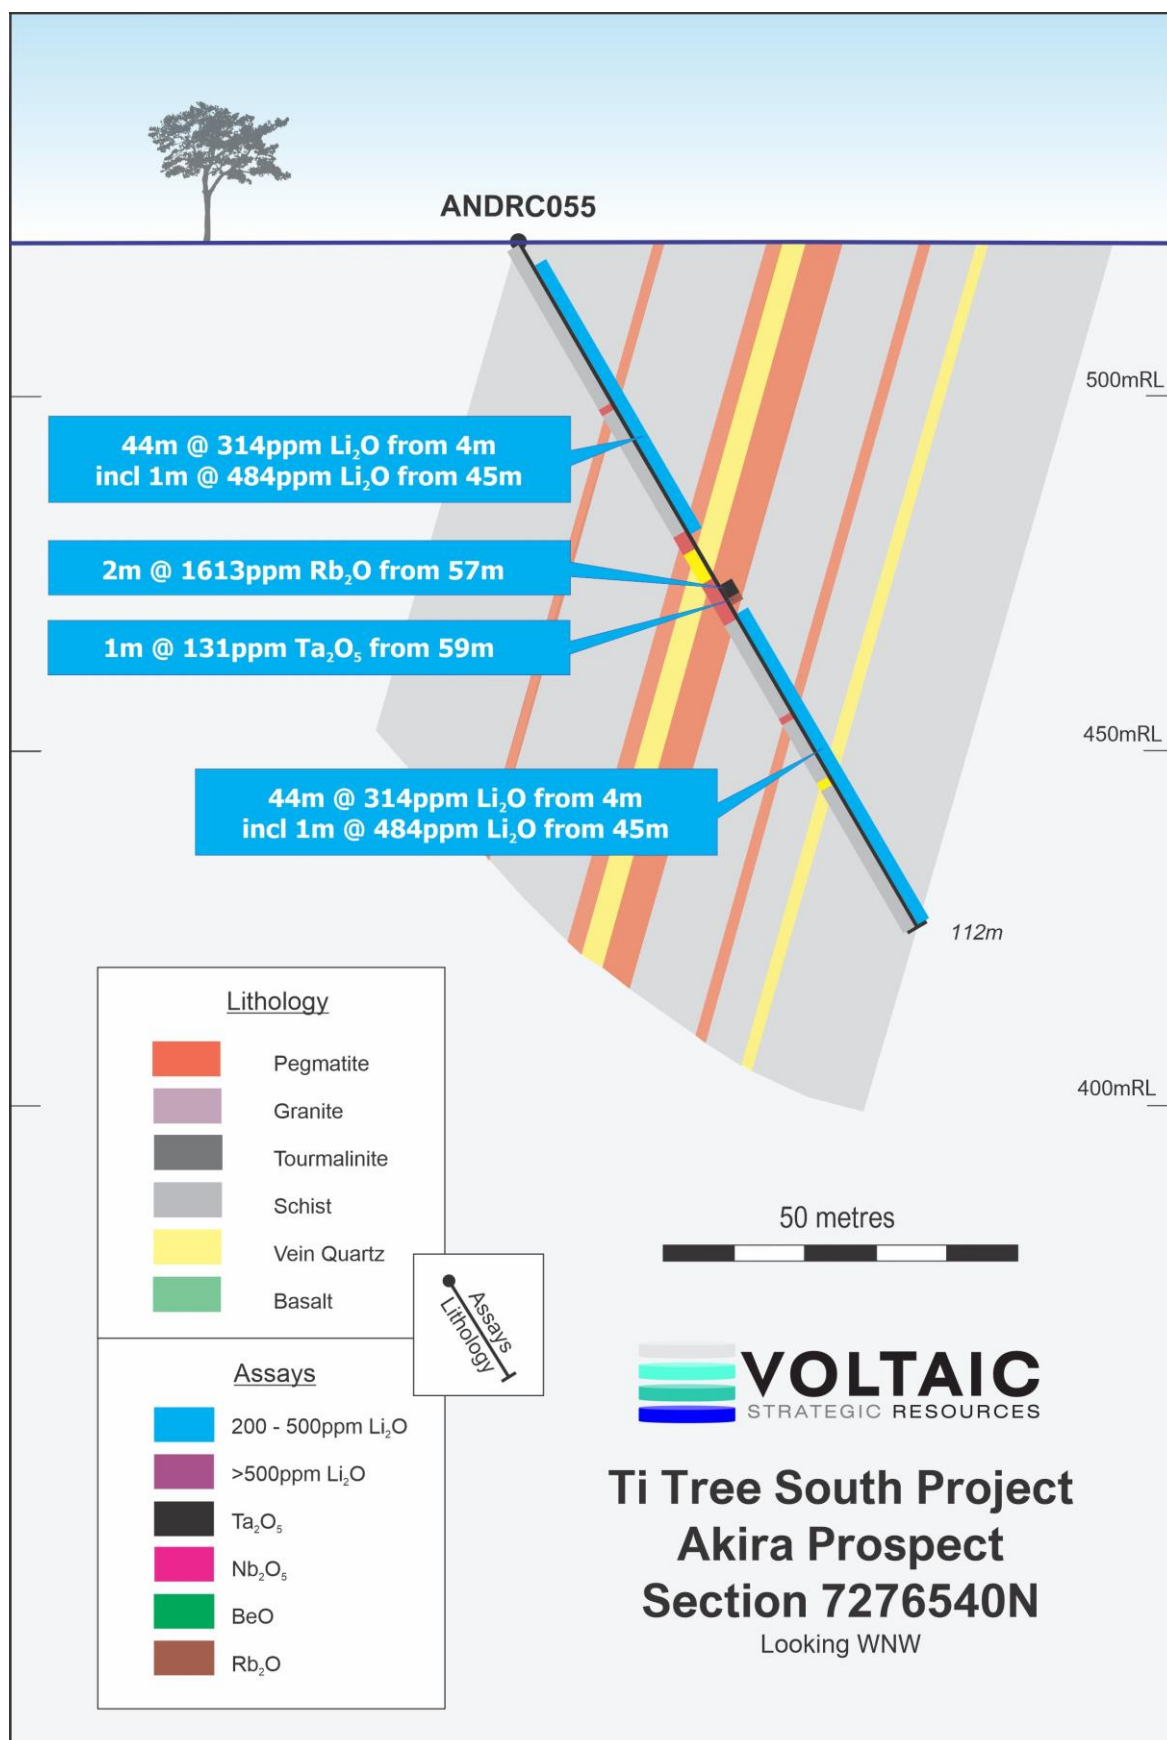 ANDRC055
500mRL
44m @ 314ppm Li₂O from 4m
incl 1m @ 484ppm Li₂O from 45m
2m @ 1613ppm Rb₂O from 57m
1m @ 131ppm Ta₂O₅ from 59m
450mRL
44m @ 314ppm Li₂O from 4m
incl 1m @ 484ppm Li₂O from 45m
112m
400mRL
Lithology
Pegmatite
Granite
Tourmalinite
Schist
Vein Quartz
Basalt
Assays
Lithology
Assays
200 - 500ppm Li₂O
>500ppm Li₂O
Ta₂O₅
Nb₂O₅
BeO
Rb₂O
50 metres
VOLTAIC
STRATEGIC RESOURCES
Ti Tree South Project
Akira Prospect
Section 7276540N
Looking WNW